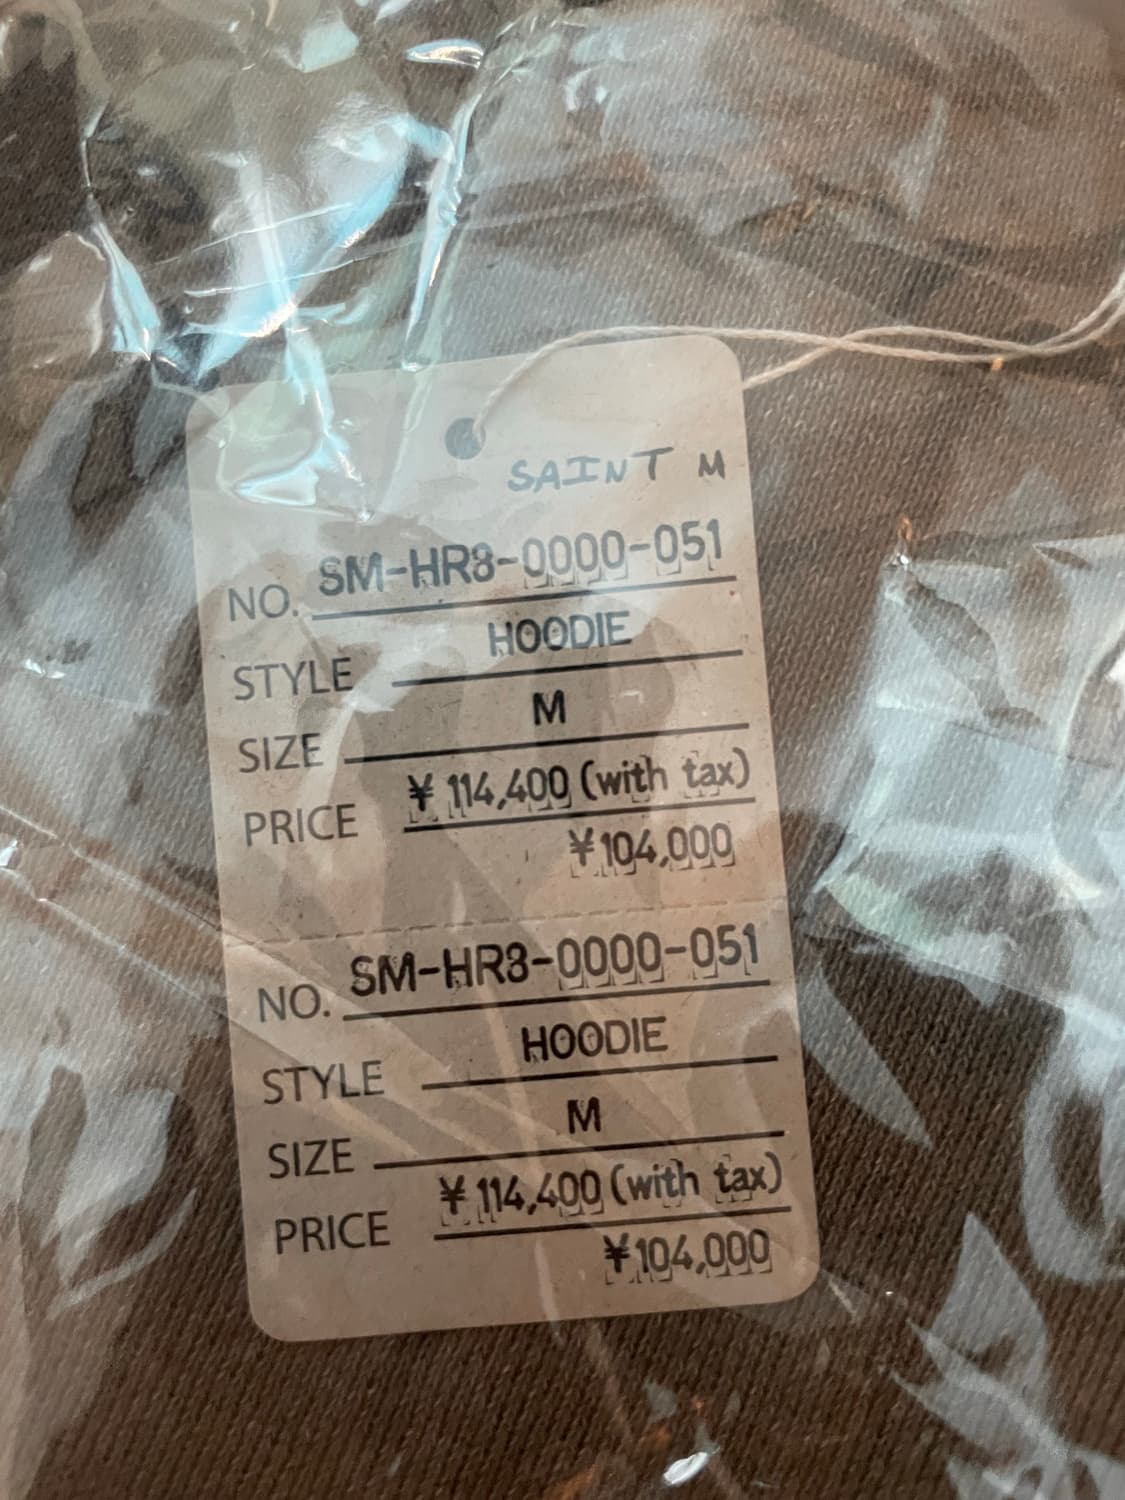 SAINT M
NO. SM-HR8-0000-051
STYLE HOODIE
SIZE M
PRICE ¥114,400 (with tax)
¥104,000
NO. SM-HR8-0000-051
STYLE HOODIE
SIZE M
PRICE ¥114,400 (with tax)
¥104,000